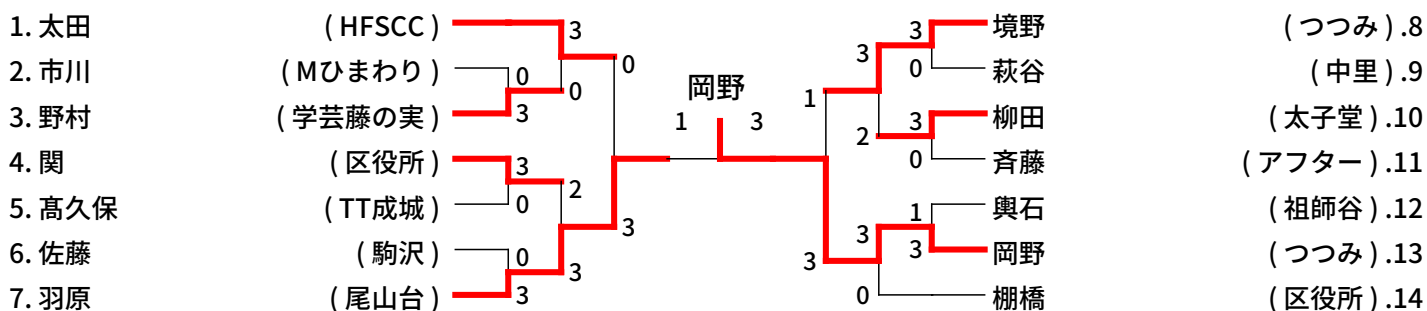 1. 太田 ( HFSCC )
2. 市川 ( Mひまわり )
3. 野村 ( 学芸藤の実 )
4. 関 ( 区役所 )
5. 髙久保 ( TT成城 )
6. 佐藤 ( 駒沢 )
7. 羽原 ( 尾山台 )
3
0
0
3
0
3
0
2
0
3
3
3
岡野
1 3
3
0
3
3
0
2
1
1
3
3
0
3
境野 ( つつみ ) .8
萩谷 ( 中里 ) .9
柳田 ( 太子堂 ) .10
斉藤 ( アフター ) .11
輿石 ( 祖師谷 ) .12
岡野 ( つつみ ) .13
棚橋 ( 区役所 ) .14